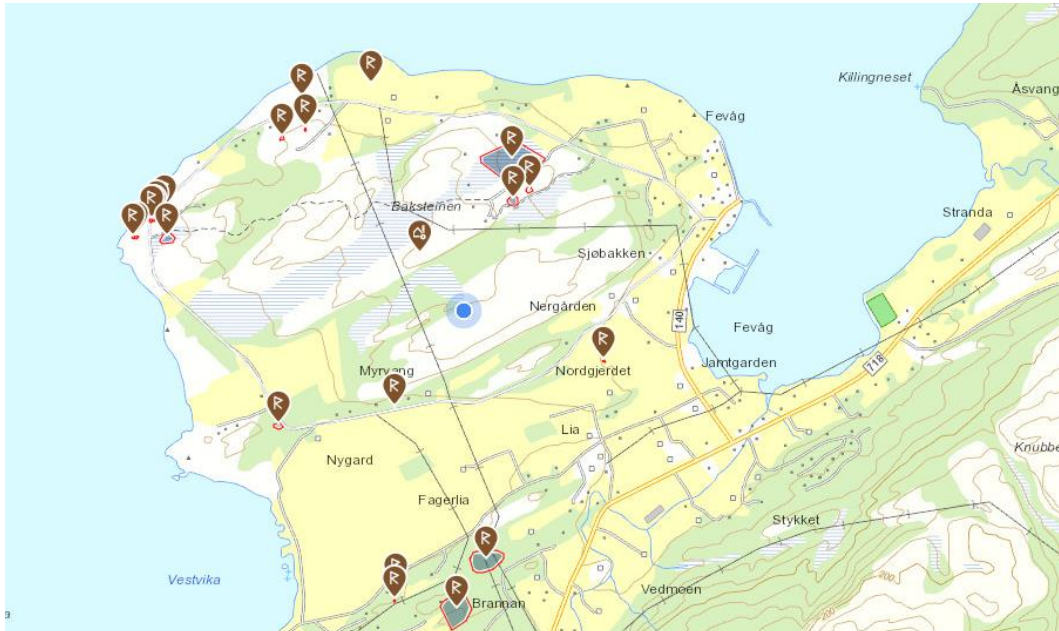 Killingneset
Åsvang
Fevåg
Baksteinen
Stranda
Sjøbakken
Nergården
140
Fevåg
718
Myrvang
Nordgjerdet
Jamtgarden
Lia
Nygard
Knubbe
Fagerlia
Stykket
Vestvika
200
Vedmoen
Brannan
200
a